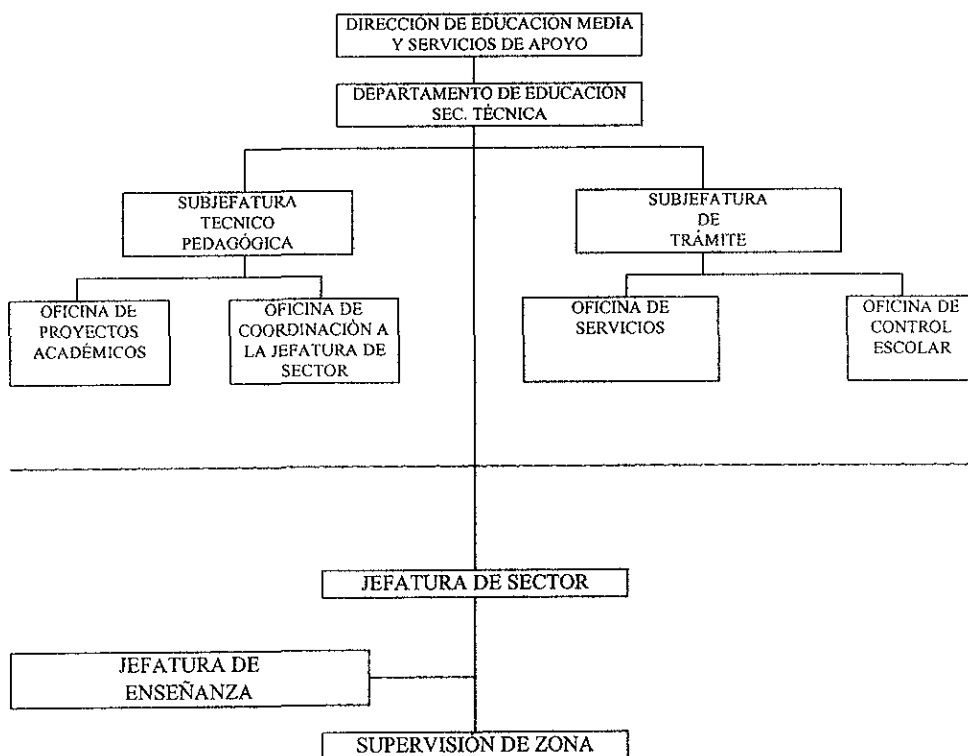 DIRECCIÓN DE EDUCACIÓN MEDIA
Y SERVICIOS DE APOYO
DEPARTAMENTO DE EDUCACIÓN
SEC. TÉCNICA
SUBJEFATURA
TECNICO
PEDAGÓGICA
SUBJEFATURA
DE
TRÁMITE
OFICINA DE
PROYECTOS
ACADÉMICOS
OFICINA DE
COORDINACIÓN A
LA JEFATURA DE
SECTOR
OFICINA DE
SERVICIOS
OFICINA DE
CONTROL
ESCOLAR
JEFATURA DE SECTOR
JEFATURA DE
ENSEÑANZA
SUPERVISIÓN DE ZONA